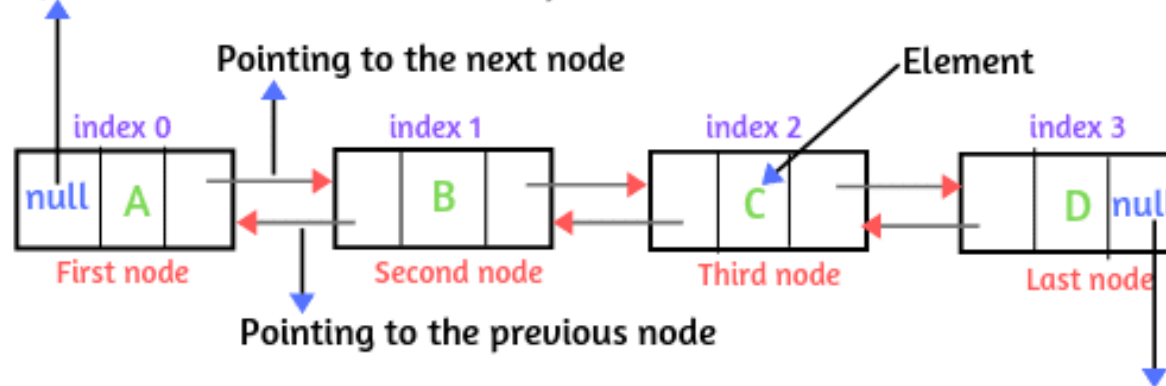 Pointing to the next node
Element
index 0
index 1
index 2
index 3
null A
B
C
D null
First node
Second node
Third node
Last node
Pointing to the previous node